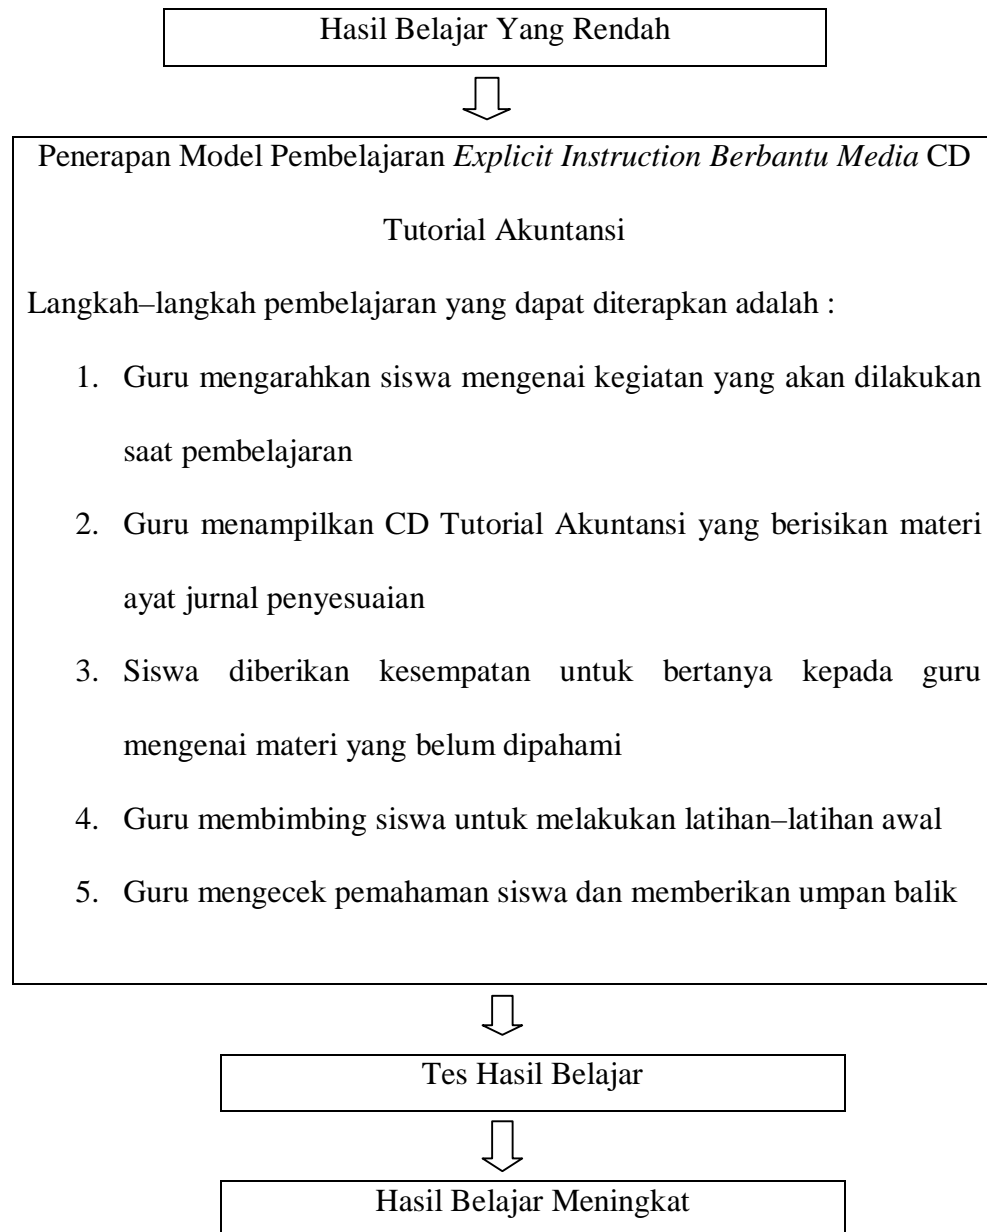 Hasil Belajar Yang Rendah
Penerapan Model Pembelajaran Explicit Instruction Berbantu Media CD
Tutorial Akuntansi
Langkah–langkah pembelajaran yang dapat diterapkan adalah :
1. Guru mengarahkan siswa mengenai kegiatan yang akan dilakukan
saat pembelajaran
2. Guru menampilkan CD Tutorial Akuntansi yang berisikan materi
ayat jurnal penyesuaian
3. Siswa diberikan kesempatan untuk bertanya kepada guru
mengenai materi yang belum dipahami
4. Guru membimbing siswa untuk melakukan latihan–latihan awal
5. Guru mengecek pemahaman siswa dan memberikan umpan balik
Tes Hasil Belajar
Hasil Belajar Meningkat